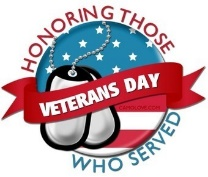 HONORING THOSE
VETERANS DAY
WHO SERVED